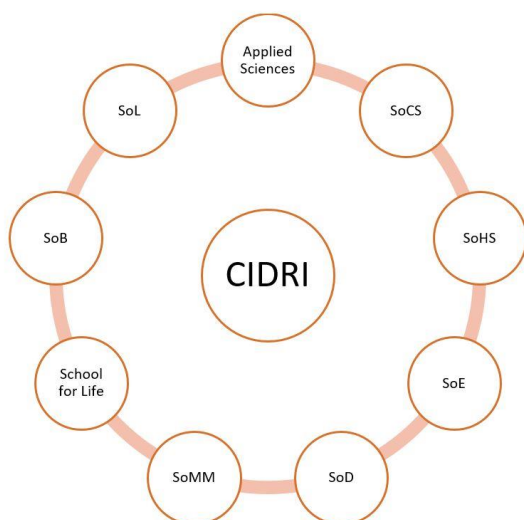 Applied
Sciences
SoCS
SoHS
SoE
SoD
SoMM
School
for Life
SoB
SoL
CIDRI